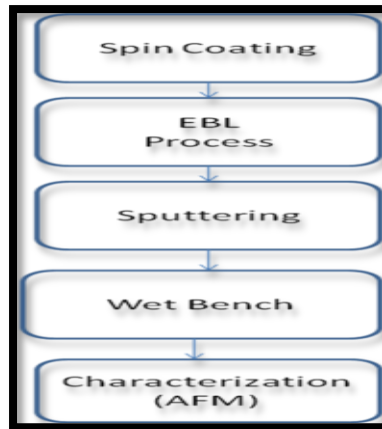 Spin Coating
EBL
Process
Sputtering
Wet Bench
Characterization
(AFM)